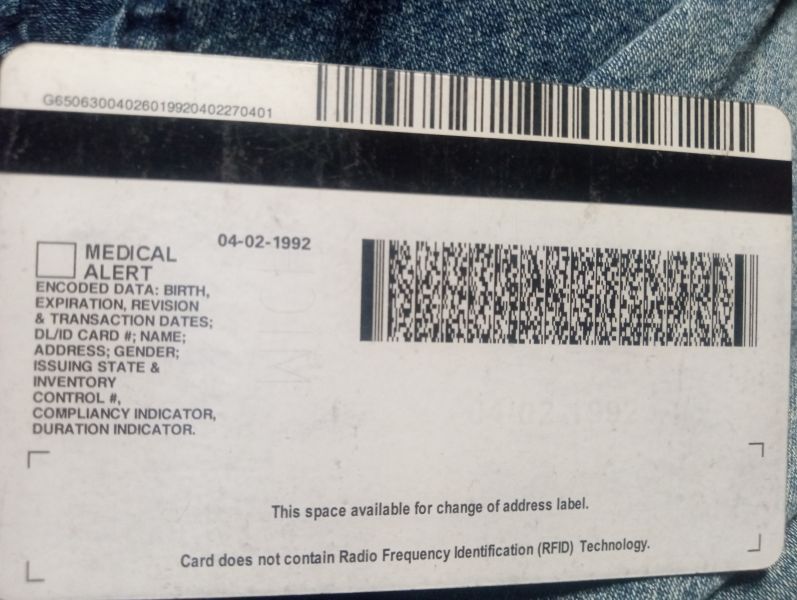 G650630040260199204022704​01
04-02-1992
MEDICAL
ALERT
ENCODED DATA: BIRTH,
EXPIRATION, REVISION
& TRANSACTION DATES;
DL/ID CARD #; NAME;
ADDRESS; GENDER;
ISSUING STATE &
INVENTORY
CONTROL #,
COMPLIANCY INDICATOR,
DURATION INDICATOR.
This space available for change of address label.
Card does not contain Radio Frequency Identification (RFID) Technology.